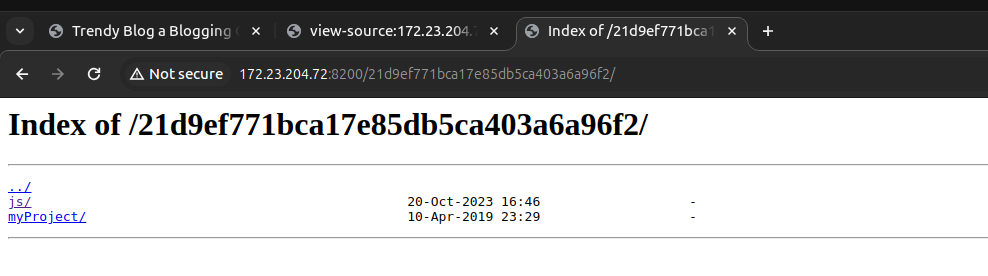 Trendy Blog a Blogging
view-source:172.23.204.
Index of /21d9ef771bca1
Not secure 172.23.204.72:8200/21d9ef771bca17e85db5ca403a6a96f2/
Index of /21d9ef771bca17e85db5ca403a6a96f2/
../
js/ 20-Oct-2023 16:46 -
myProject/ 10-Apr-2019 23:29 -